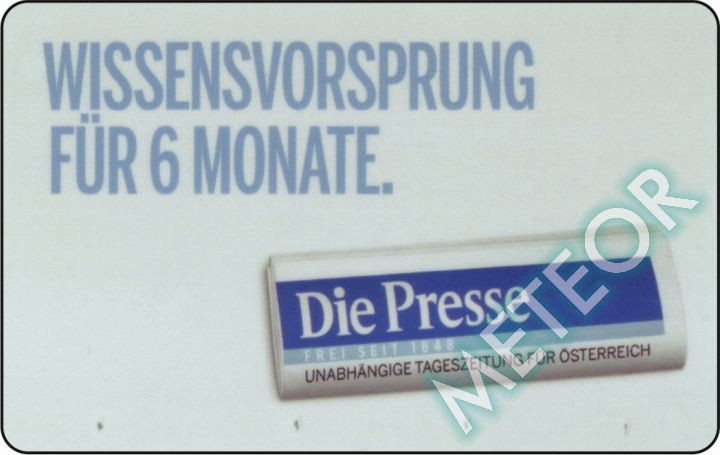 WISSENSVORSPRUNG
FÜR 6 MONATE.
Die Presse
FREI SEIT 1848
UNABHÄNGIGE TAGESZEITUNG FÜR ÖSTERREICH
METEOR